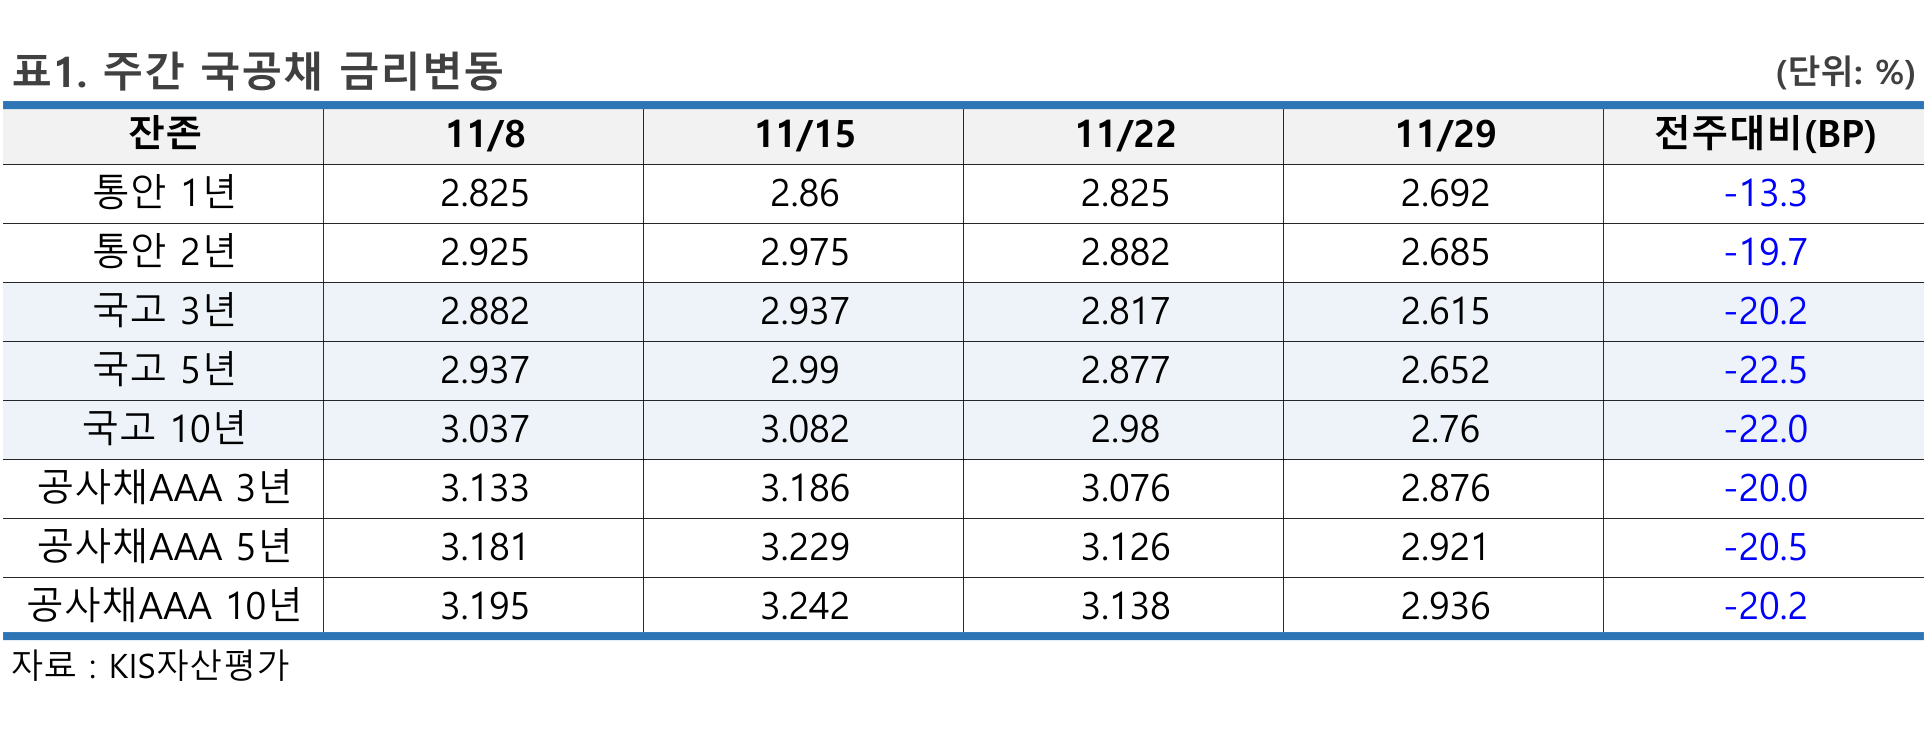 표1. 주간 국공채 금리변동 (단위: %)
잔존 11/8 11/15 11/22 11/29 전주대비(BP)
통안 1년 2.825 2.86 2.825 2.692 -13.3
통안 2년 2.925 2.975 2.882 2.685 -19.7
국고 3년 2.882 2.937 2.817 2.615 -20.2
국고 5년 2.937 2.99 2.877 2.652 -22.5
국고 10년 3.037 3.082 2.98 2.76 -22.0
공사채AAA 3년 3.133 3.186 3.076 2.876 -20.0
공사채AAA 5년 3.181 3.229 3.126 2.921 -20.5
공사채AAA 10년 3.195 3.242 3.138 2.936 -20.2
자료 : KIS자산평가